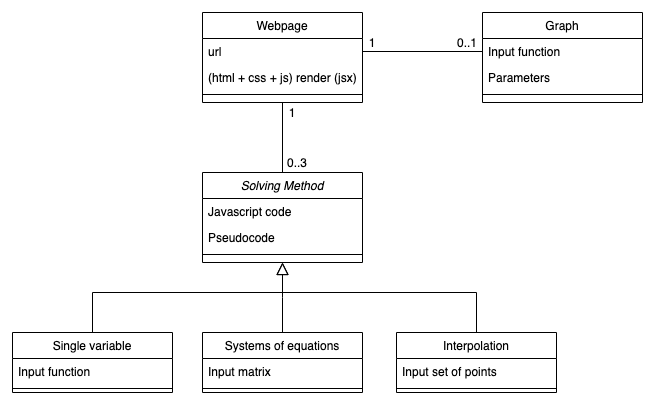 Webpage
url
(html + css + js) render (jsx)
Graph
Input function
Parameters
1
0..1
1
0..3
Solving Method
Javascript code
Pseudocode
Single variable
Input function
Systems of equations
Input matrix
Interpolation
Input set of points